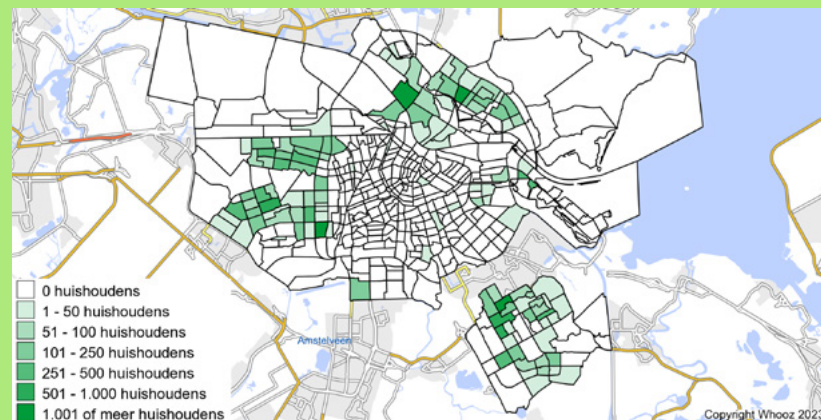 0 huishoudens
1 - 50 huishoudens
51 - 100 huishoudens
101 - 250 huishoudens
251 - 500 huishoudens
501 - 1.000 huishoudens
1.001 of meer huishoudens
Amstelveen
Copyright Whooz 2023